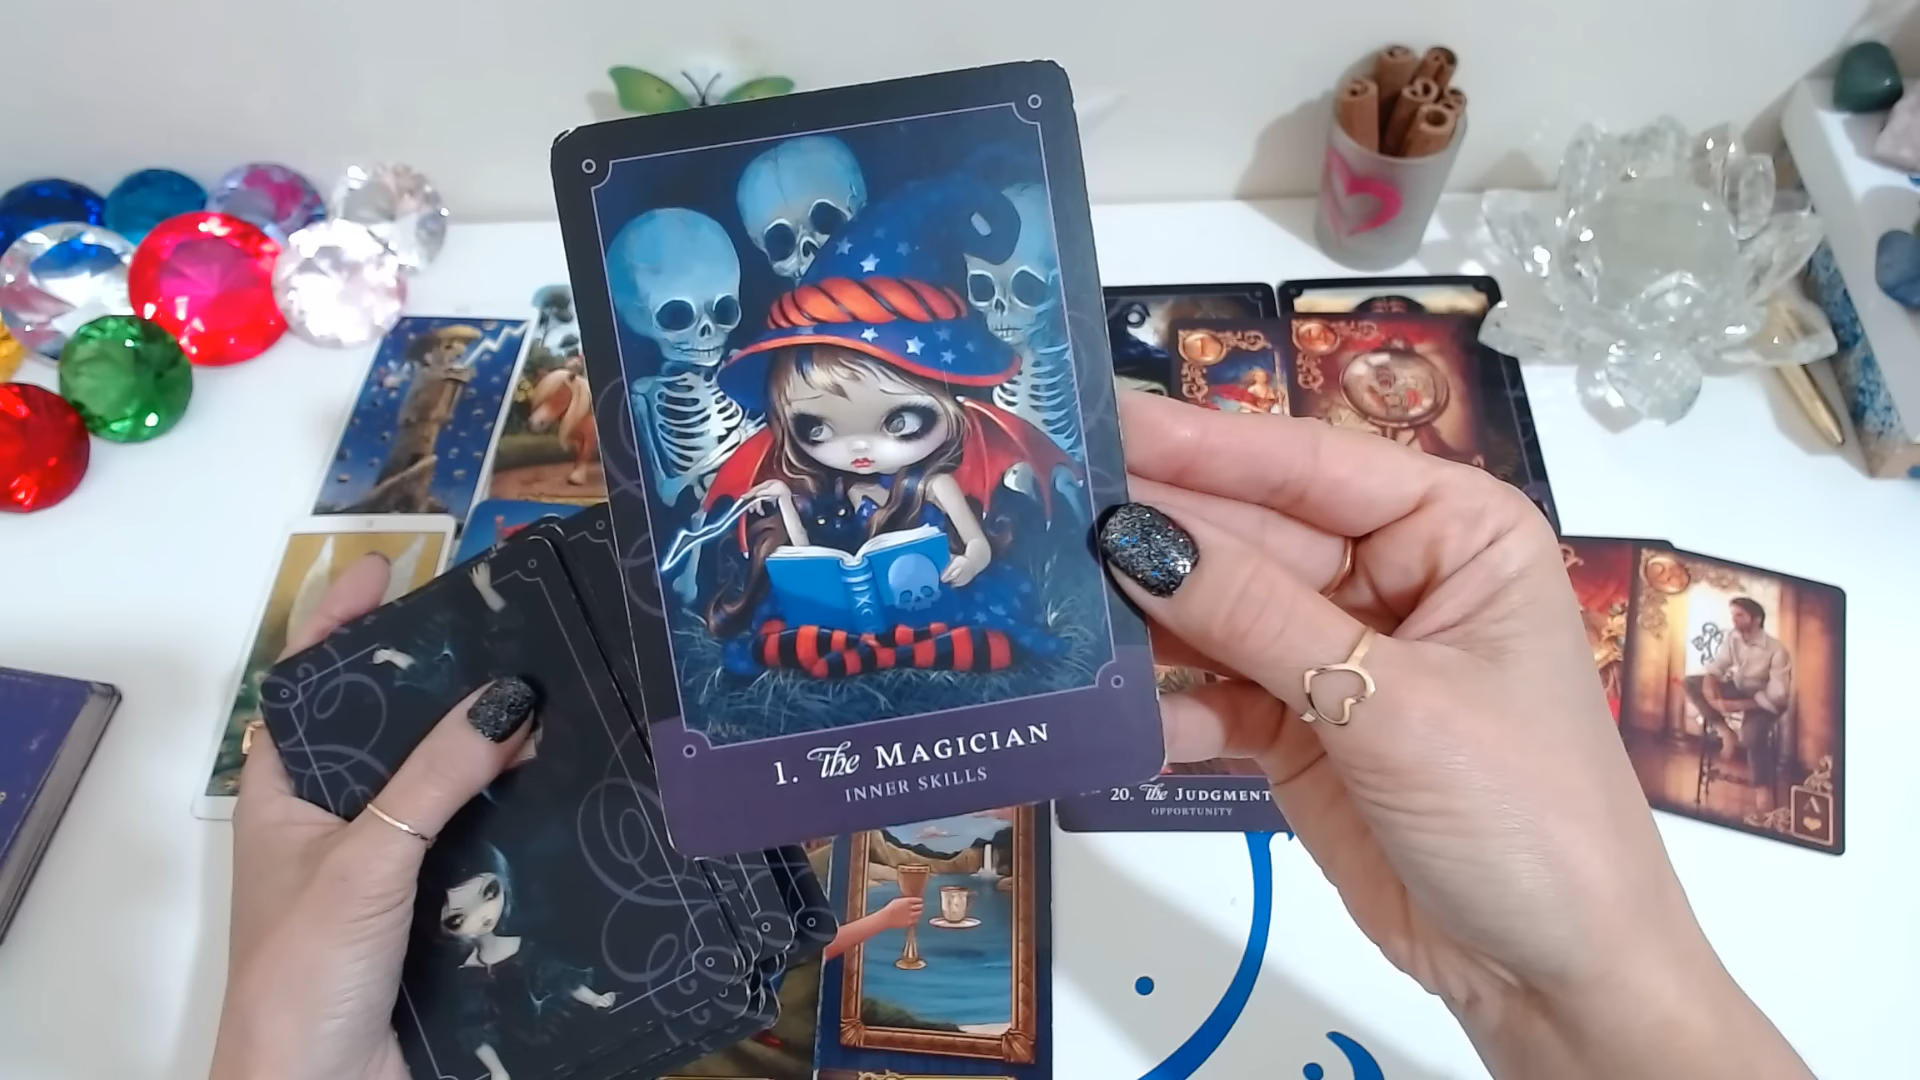 1. the MAGICIAN
INNER SKILLS
20. the JUDGMENT
OPPORTUNITY
A